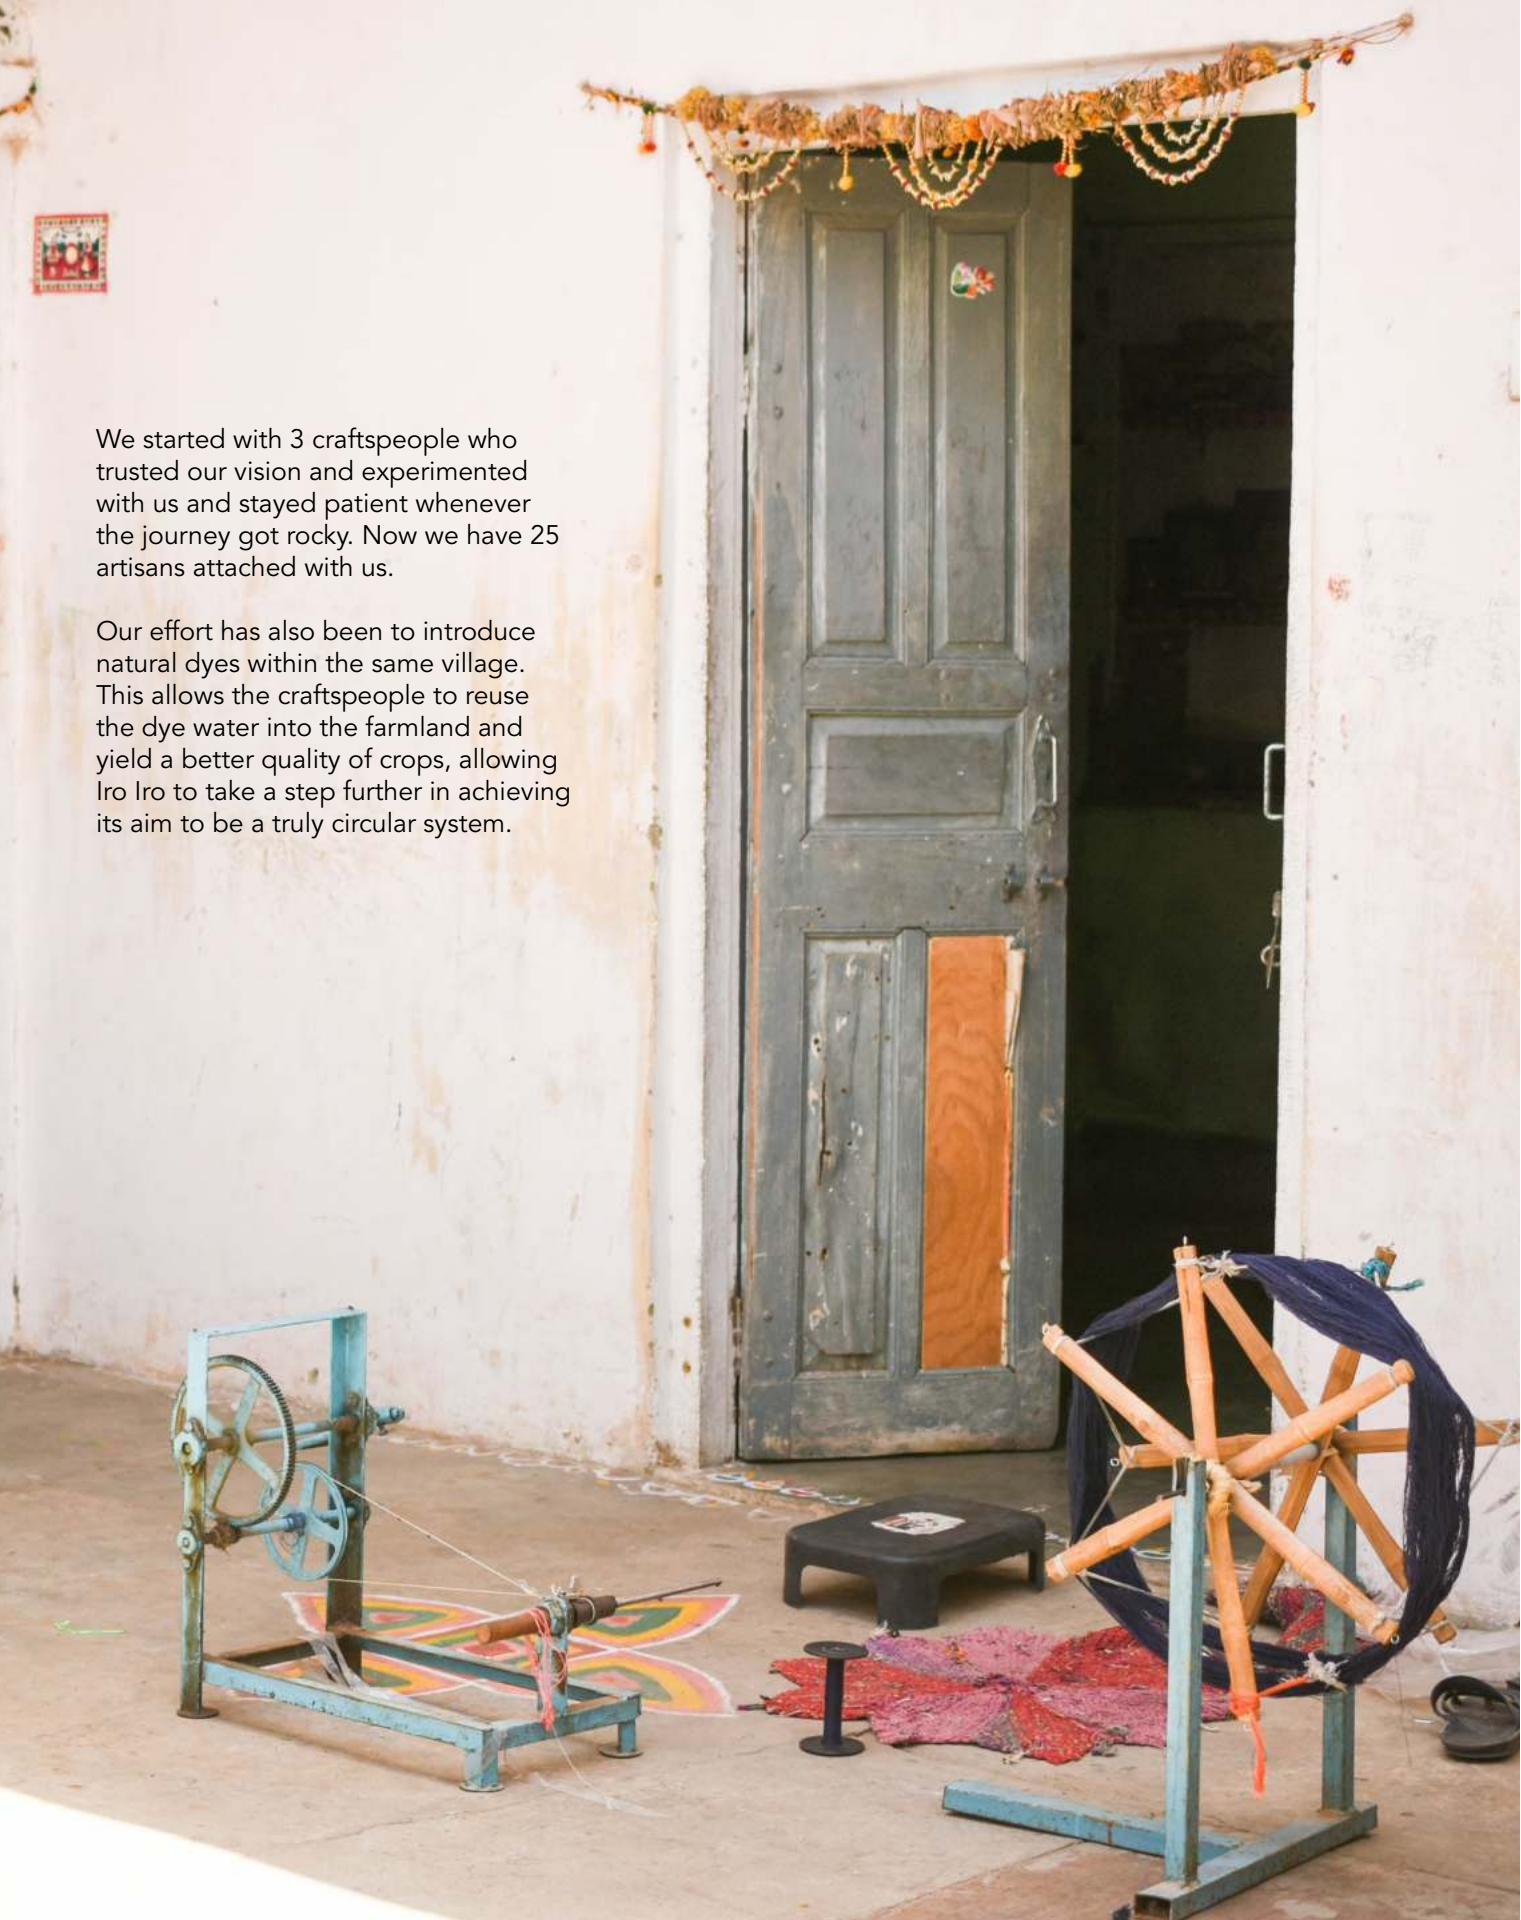 We started with 3 craftspeople who
trusted our vision and experimented
with us and stayed patient whenever
the journey got rocky. Now we have 25
artisans attached with us.
Our effort has also been to introduce
natural dyes within the same village.
This allows the craftspeople to reuse
the dye water into the farmland and
yield a better quality of crops, allowing
Iro Iro to take a step further in achieving
its aim to be a truly circular system.